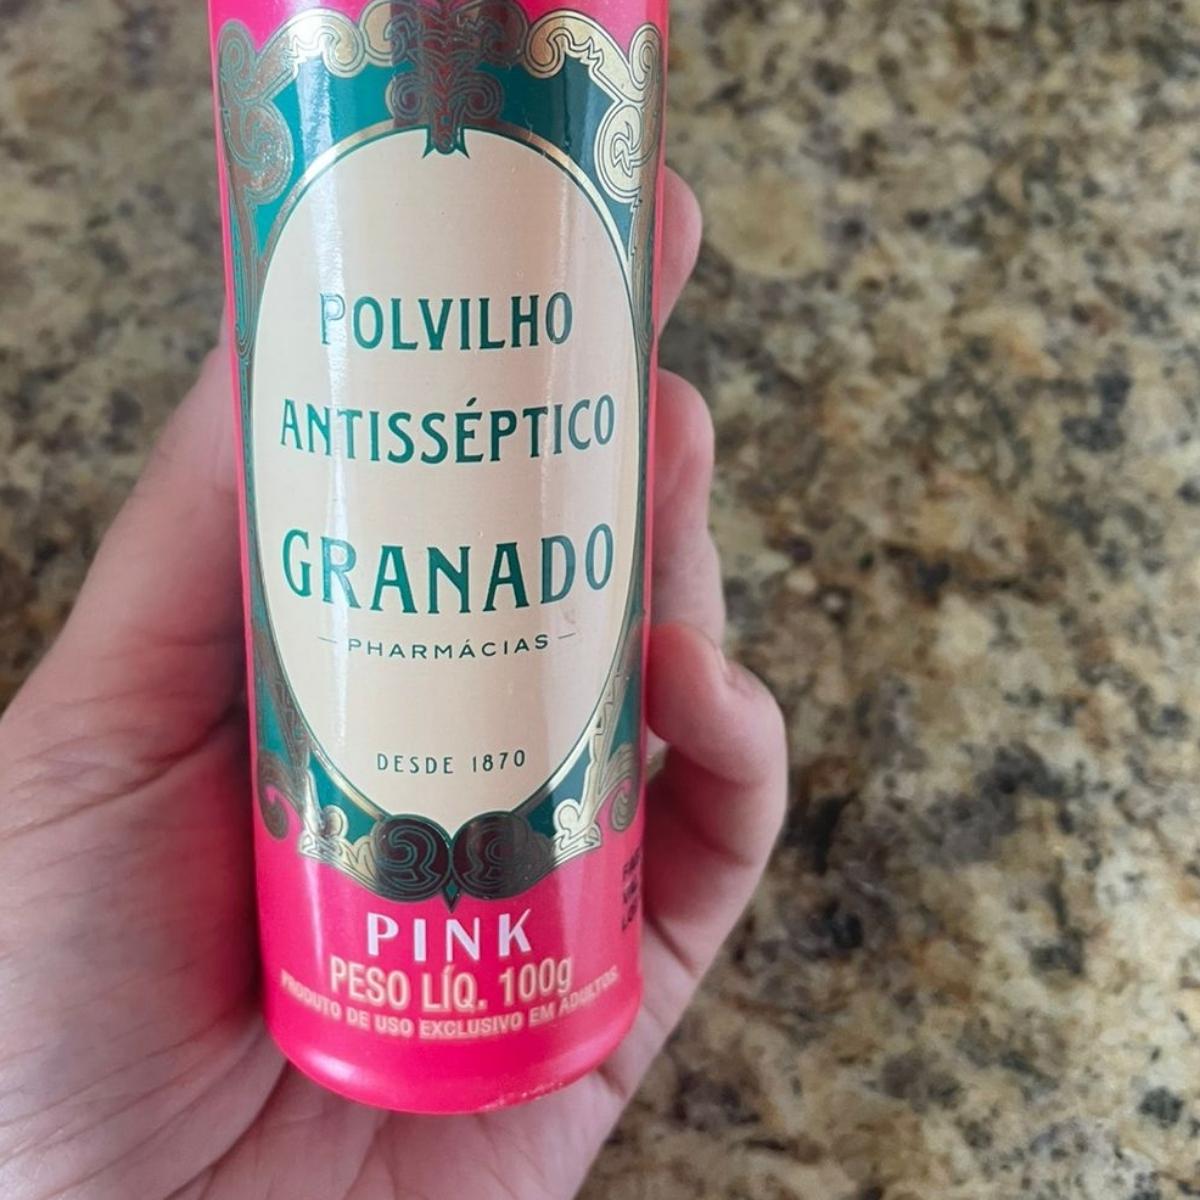 POLVILHO
ANTISSÉPTICO
GRANADO
PHARMÁCIAS
DESDE 1870
PINK
PESO LÍQ. 100g
PRODUTO DE USO EXCLUSIVO EM ADULTOS